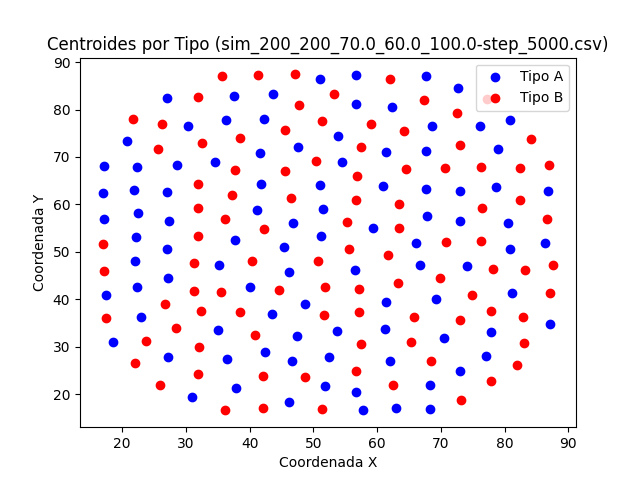 Centroides por Tipo (sim_200_200_70.0_60.0_100.0-step_5000.csv)
Tipo A
Tipo B
90
80
70
60
50
40
30
20
Coordenada Y
20 30 40 50 60 70 80 90
Coordenada X